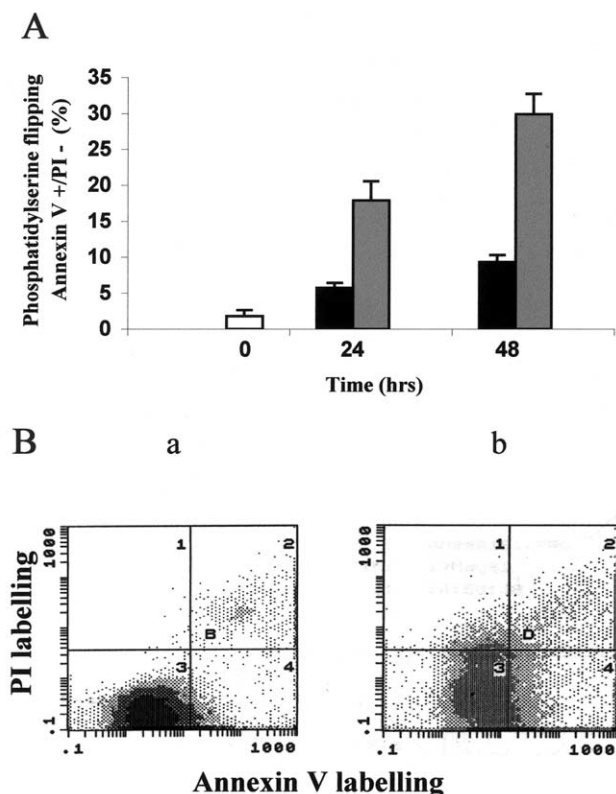 A
Phosphatidylserine flipping
Annexin V +/PI - (%)
35
30
25
20
15
10
5
0
0 24 48
Time (hrs)
B a b
PI labelling
1000
.1
1 2
B
3 4
.1 1000
1000
.1
1 2
D
3 4
.1 1000
Annexin V labelling